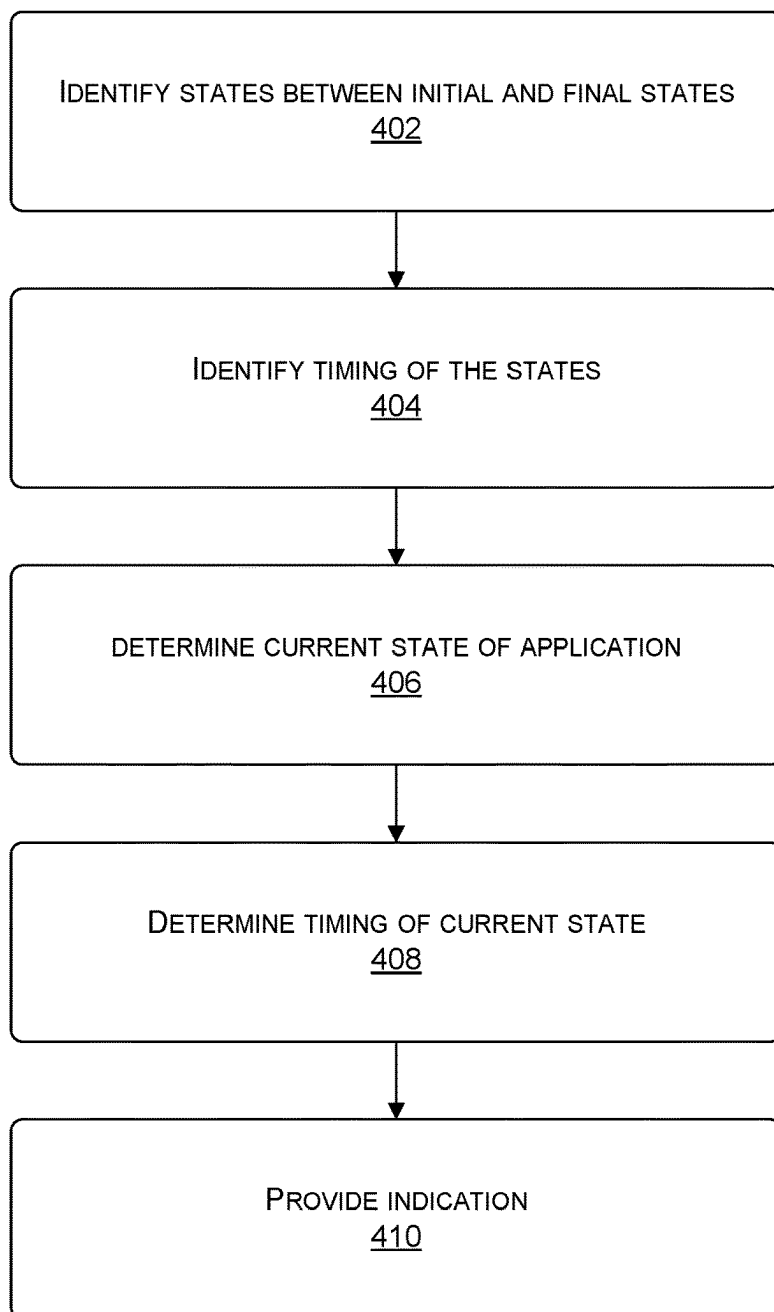 IDENTIFY STATES BETWEEN INITIAL AND FINAL STATES
402
IDENTIFY TIMING OF THE STATES
404
DETERMINE CURRENT STATE OF APPLICATION
406
DETERMINE TIMING OF CURRENT STATE
408
PROVIDE INDICATION
410